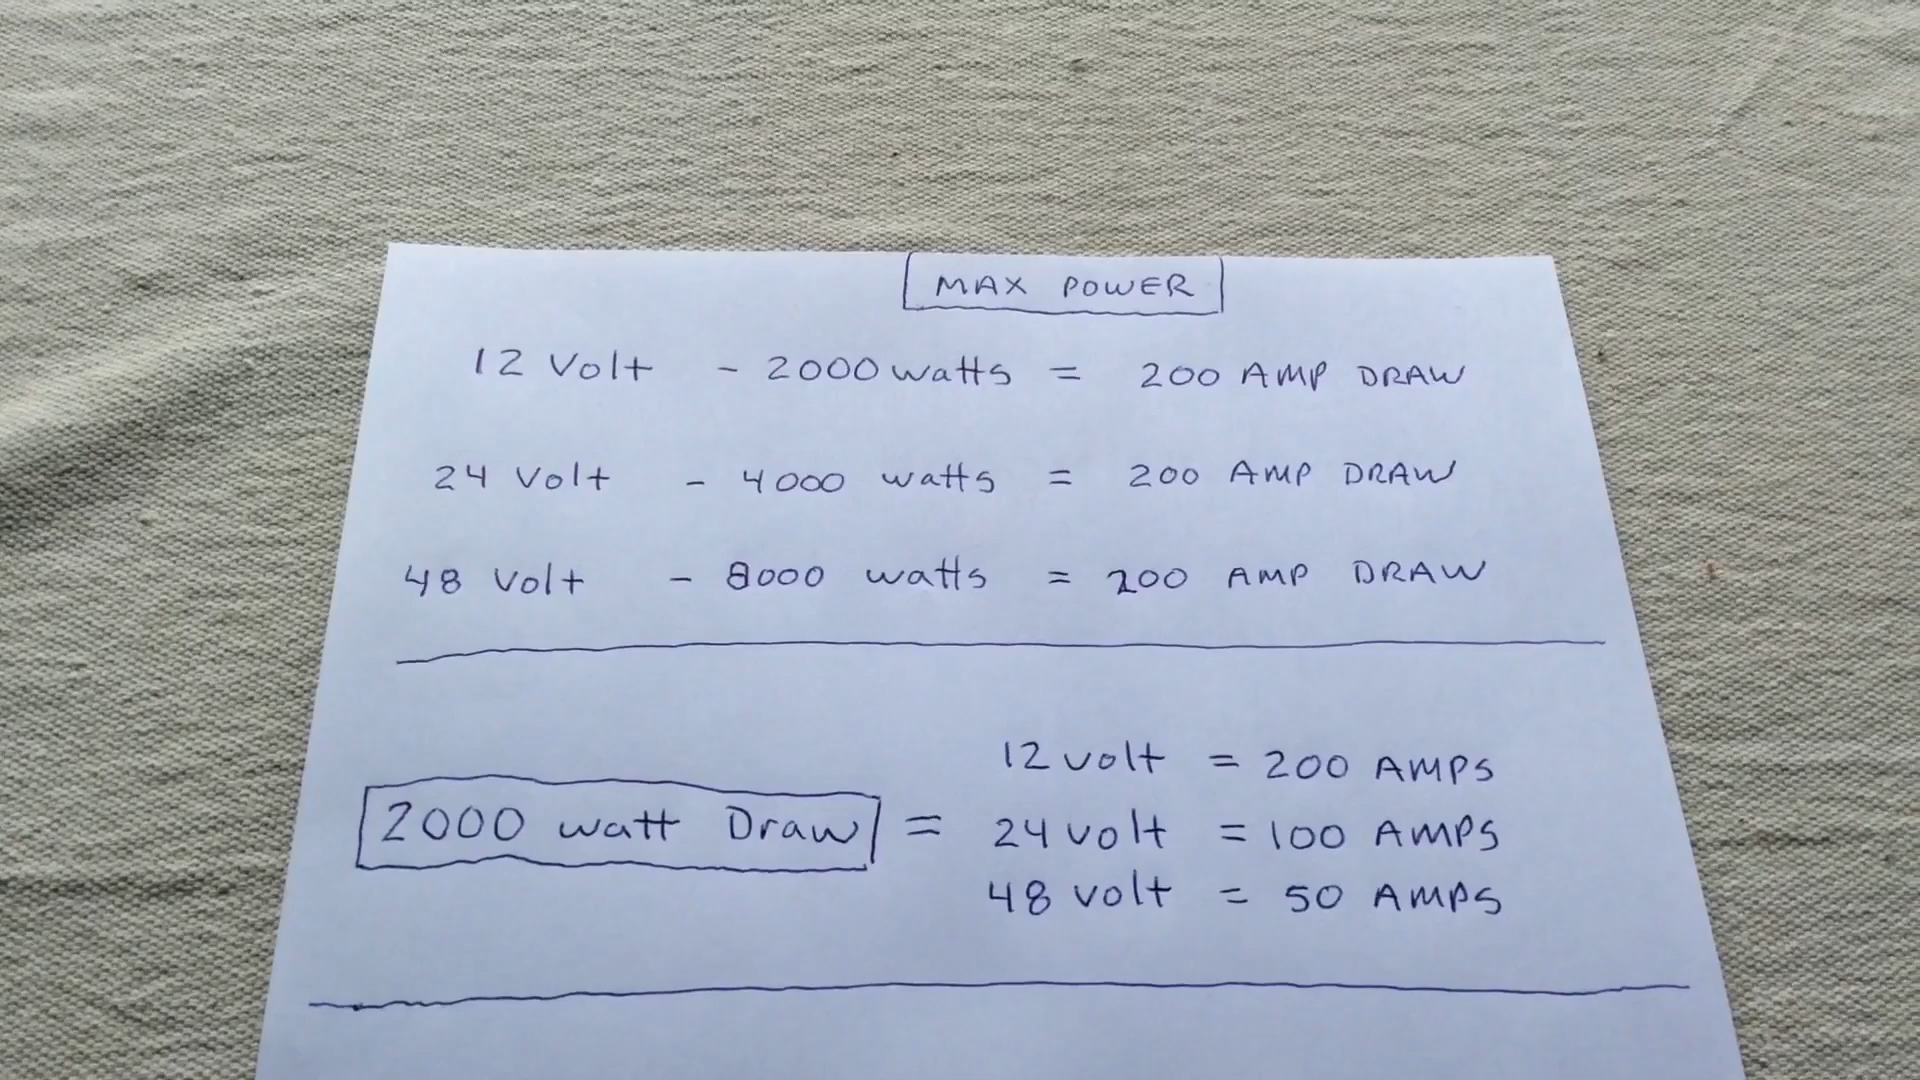 MAX POWER
12 Volt - 2000 watts = 200 AMP DRAW
24 Volt - 4000 watts = 200 AMP DRAW
48 Volt - 8000 watts = 200 AMP DRAW
12 volt = 200 AMPS
2000 watt Draw = 24 volt = 100 AMPS
48 volt = 50 AMPS